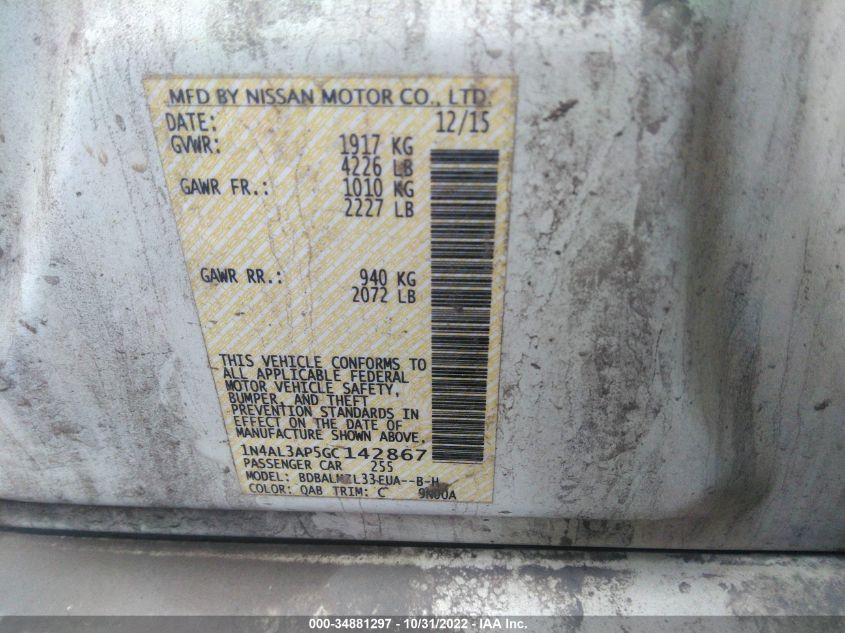 MFD BY NISSAN MOTOR CO., LTD.
DATE: 12/15
GVWR: 1917 KG
4226 LB
GAWR FR.: 1010 KG
2227 LB
GAWR RR.: 940 KG
2072 LB
THIS VEHICLE CONFORMS TO
ALL APPLICABLE FEDERAL
MOTOR VEHICLE SAFETY,
BUMPER, AND THEFT
PREVENTION STANDARDS IN
EFFECT ON THE DATE OF
MANUFACTURE SHOWN ABOVE.
1N4AL3AP5GC142867
PASSENGER CAR 255
MODEL: BDBALMZL33EUA--B-H
COLOR: QAB TRIM: C 9N00A
000-34881297 - 10/31/2022 - IAA Inc.